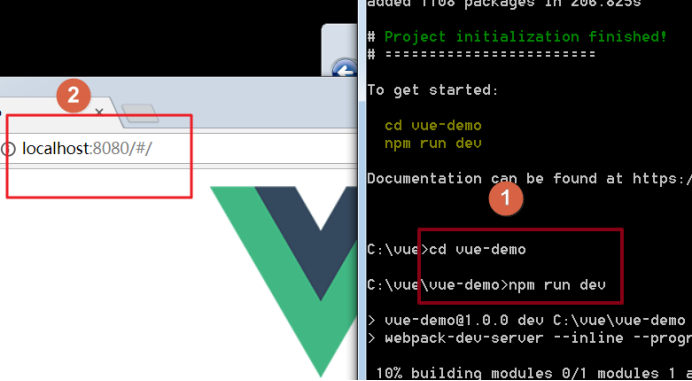 2
localhost:8080/#/
added 1108 packages in 206.825s
# Project initialization finished!
# ========================
To get started:
cd vue-demo
npm run dev
Documentation can be found at https:/
1
C:\vue>cd vue-demo
C:\vue\vue-demo>npm run dev
> vue-demo@1.0.0 dev C:\vue\vue-demo
> webpack-dev-server --inline --progr
10% building modules 0/1 modules 1 a